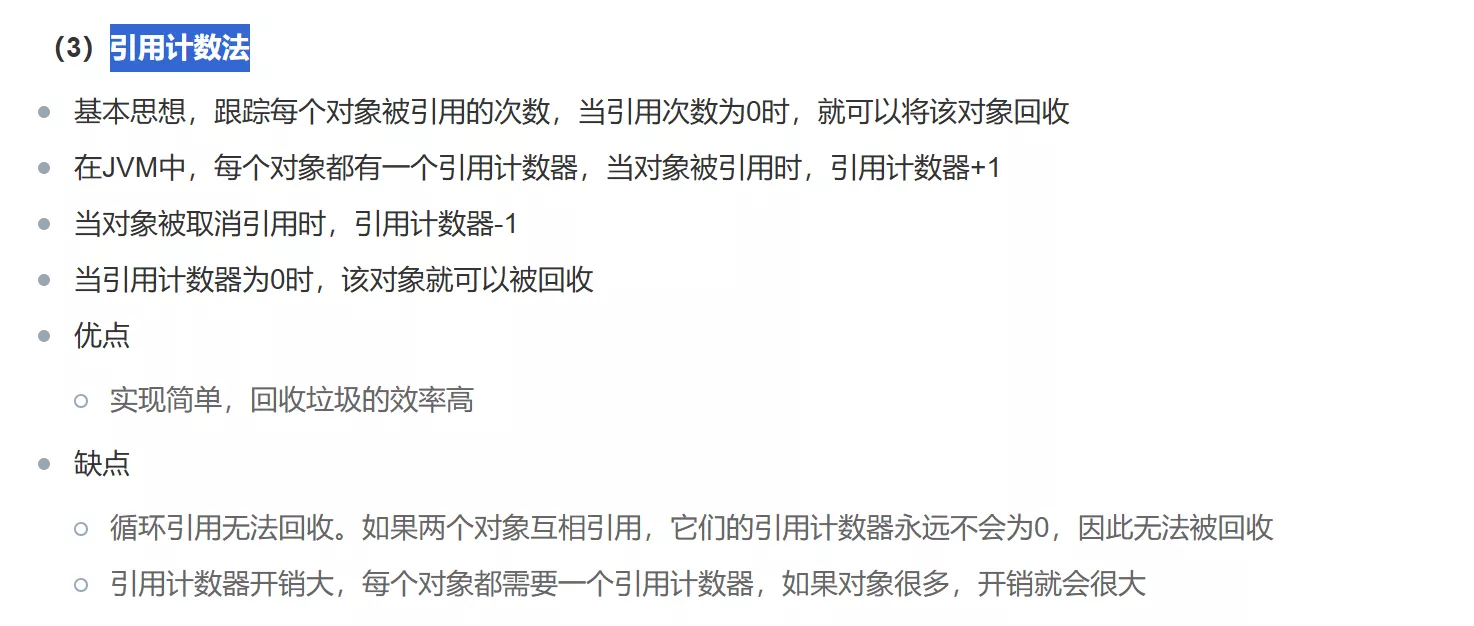 （3）引用计数法
基本思想，跟踪每个对象被引用的次数，当引用次数为0时，就可以将该对象回收
在JVM中，每个对象都有一个引用计数器，当对象被引用时，引用计数器+1
当对象被取消引用时，引用计数器-1
当引用计数器为0时，该对象就可以被回收
优点
实现简单，回收垃圾的效率高
缺点
循环引用无法回收。如果两个对象互相引用，它们的引用计数器永远不会为0，因此无法被回收
引用计数器开销大，每个对象都需要一个引用计数器，如果对象很多，开销就会很大